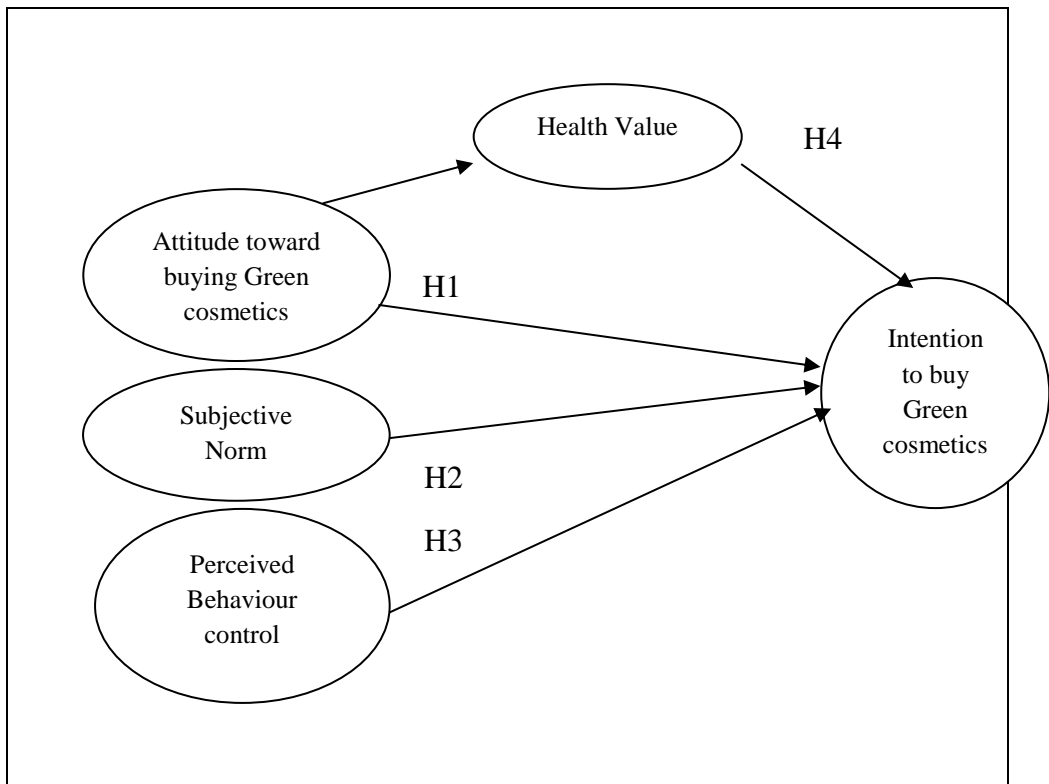 Health Value
H4
Attitude toward
buying Green
cosmetics
H1
Intention
to buy
Green
cosmetics
Subjective
Norm
H2
H3
Perceived
Behaviour
control